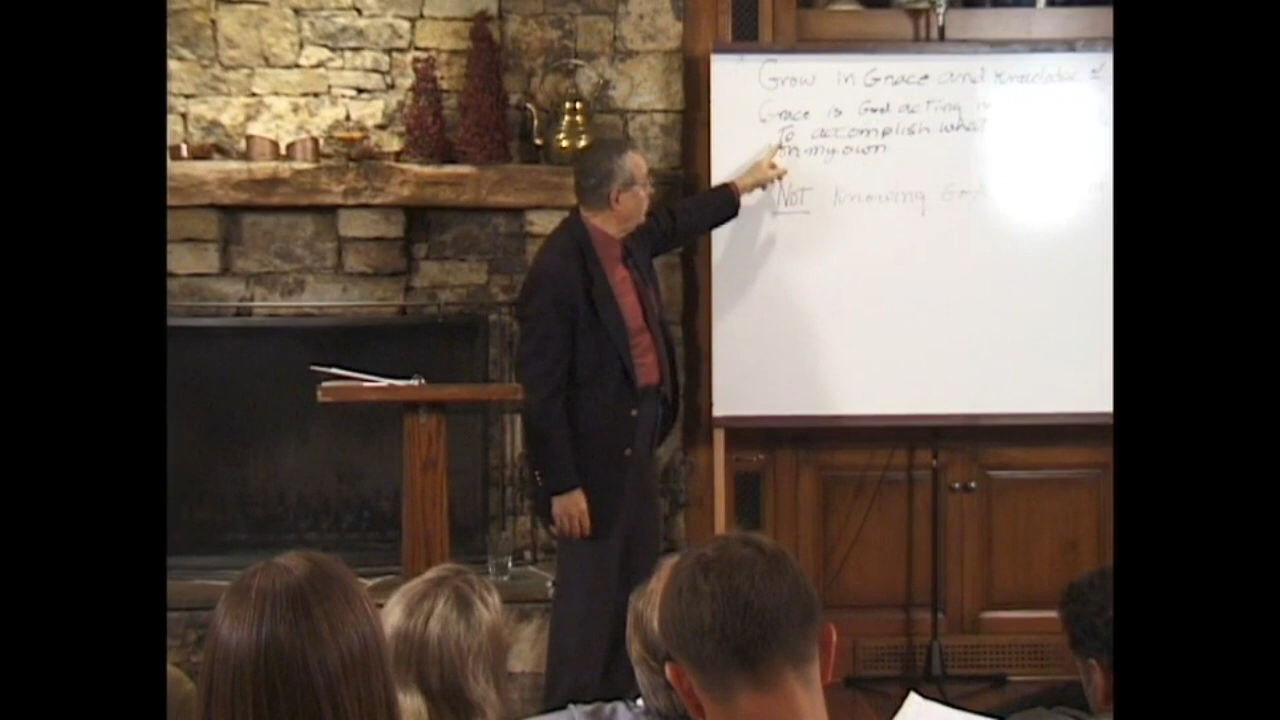 Grow in Grace and Knowledge of
Grace is God acting
To accomplish what
on my own
NOT Knowing God